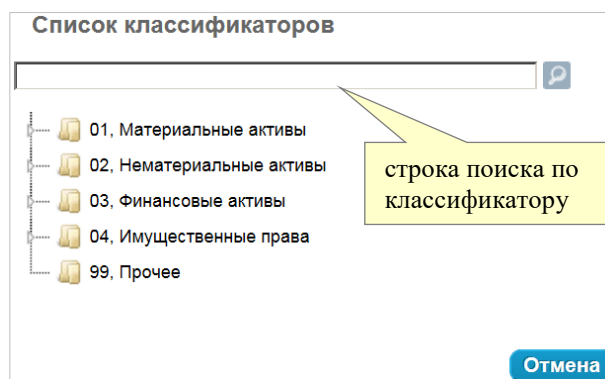 Список классификаторов
01, Материальные активы
02, Нематериальные активы
03, Финансовые активы
04, Имущественные права
99, Прочее
строка поиска по
классификатору
Отмена